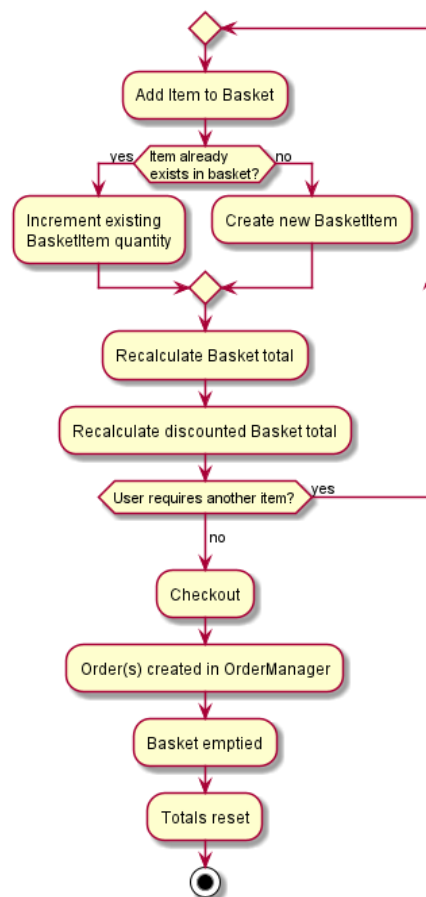 Add Item to Basket
yes
Item already
exists in basket?
no
Increment existing
BasketItem quantity
Create new BasketItem
Recalculate Basket total
Recalculate discounted Basket total
User requires another item?
yes
no
Checkout
Order(s) created in OrderManager
Basket emptied
Totals reset